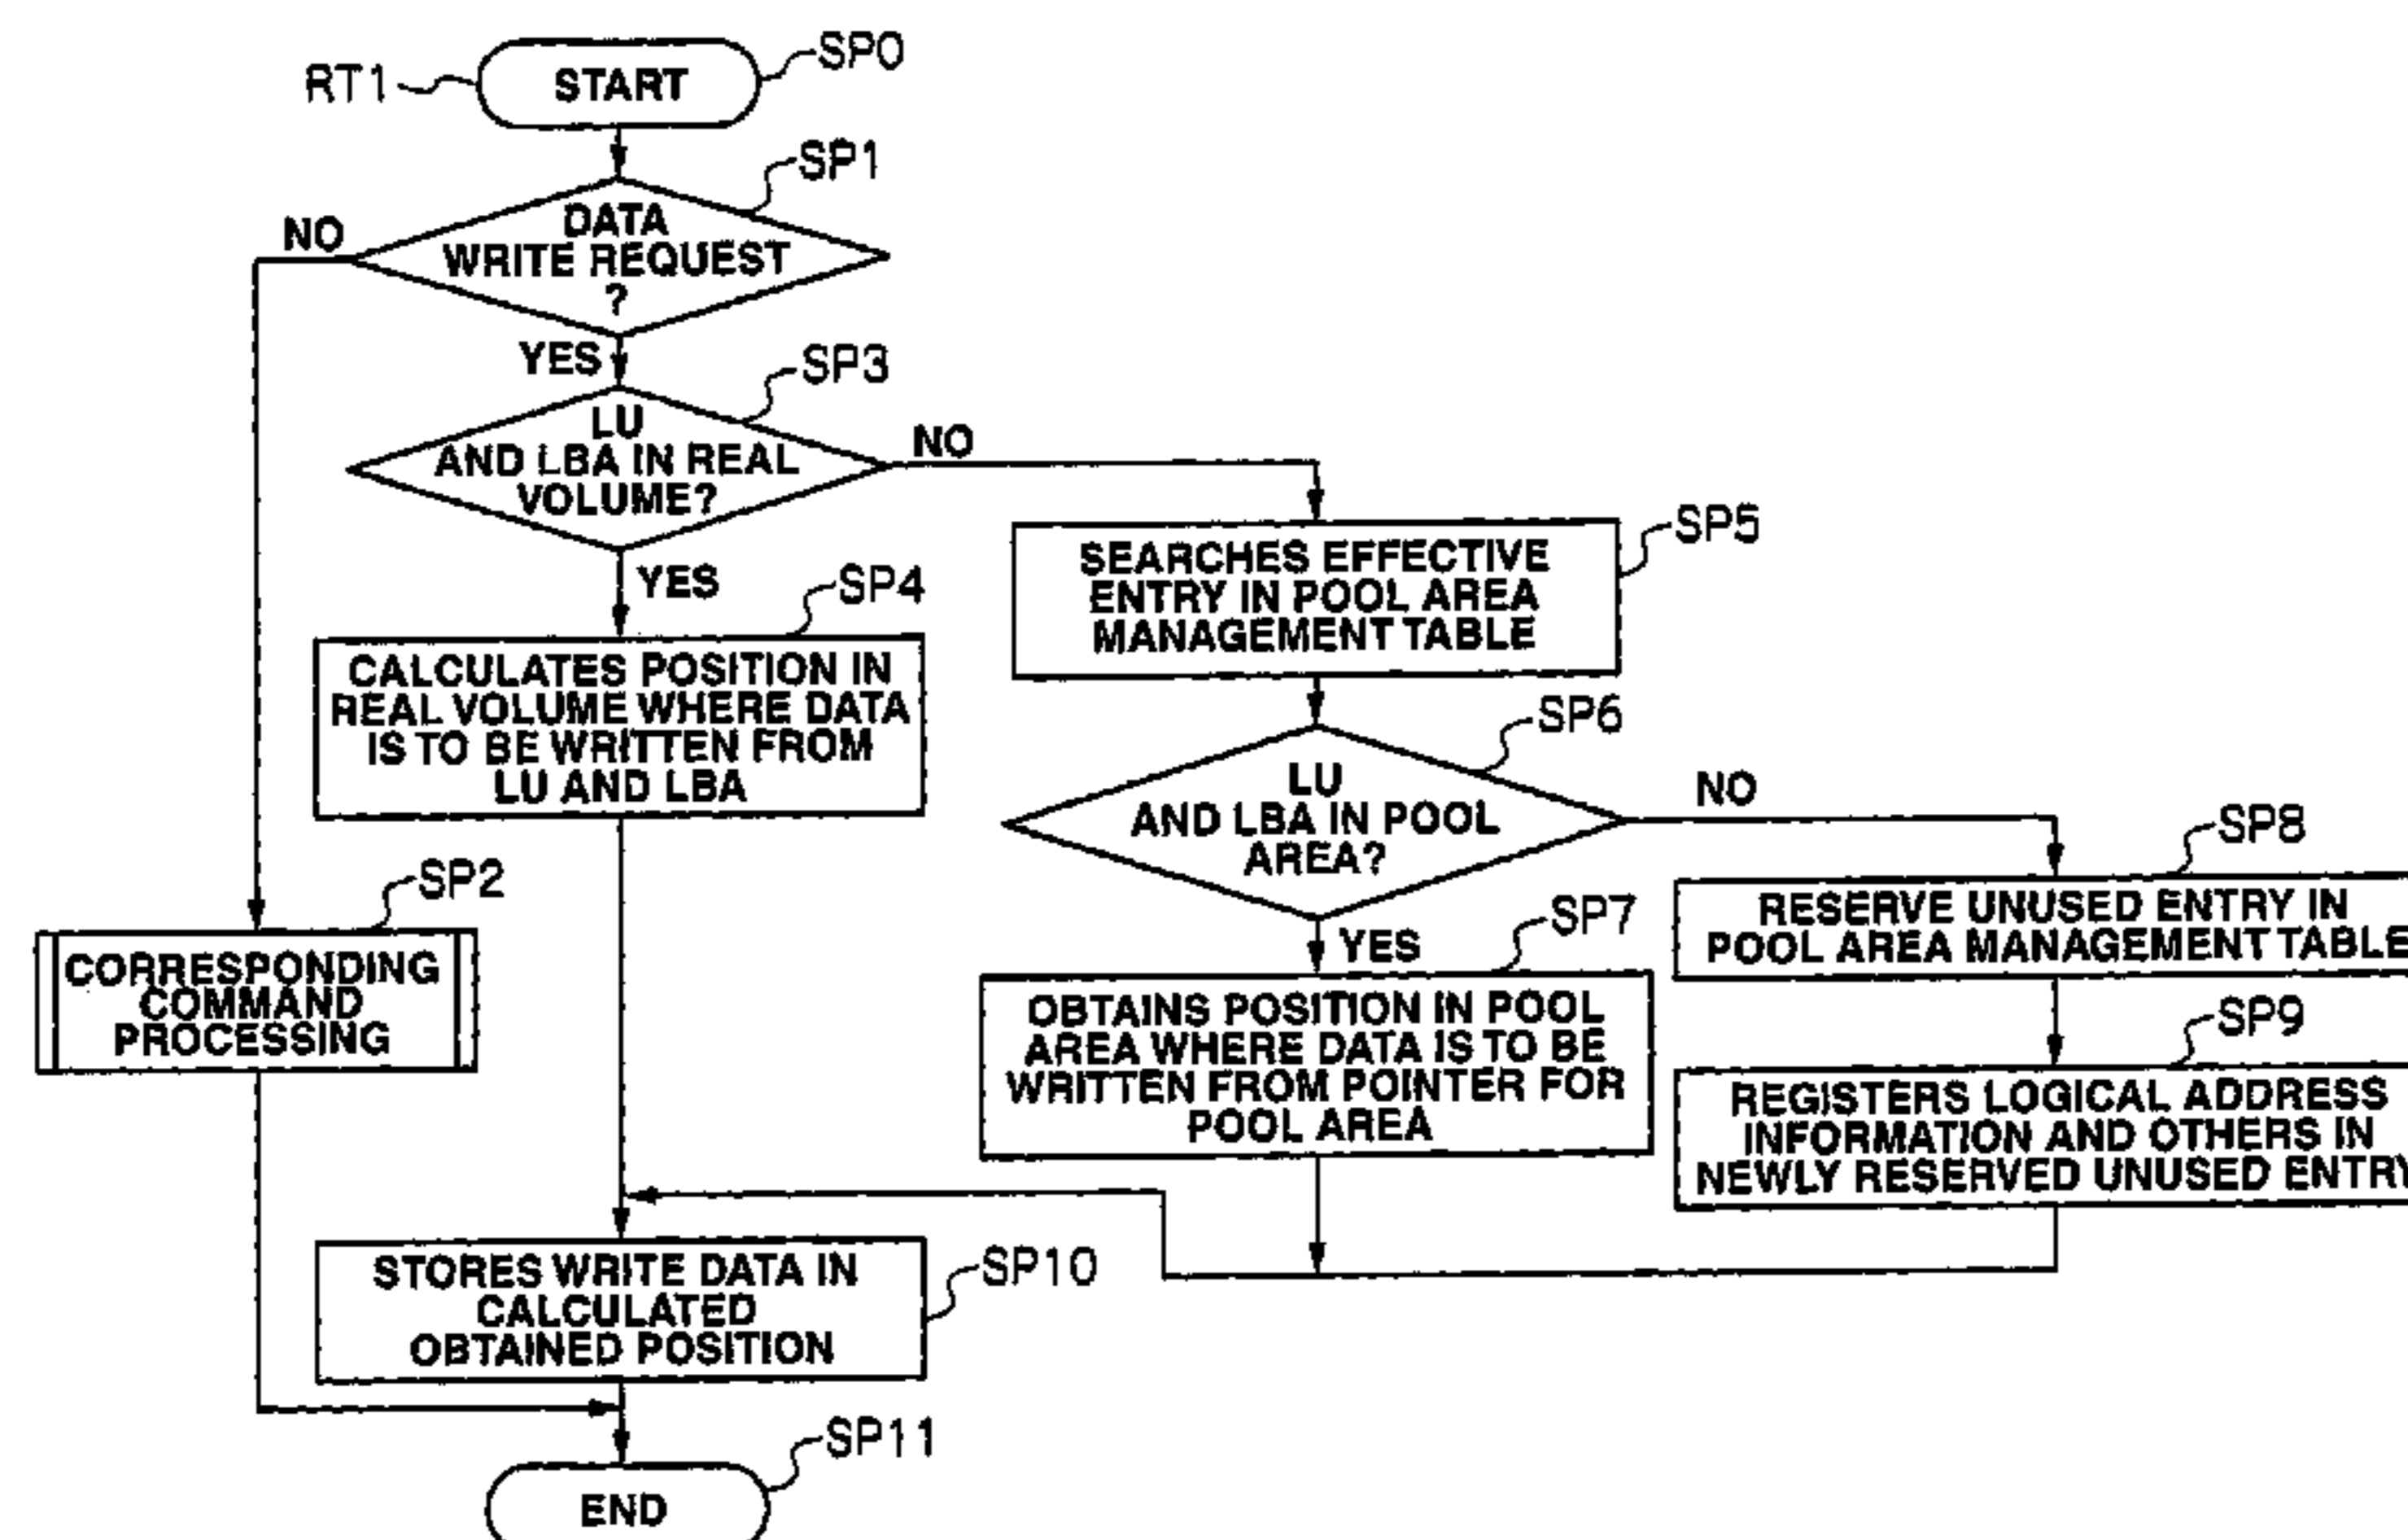 RT1
START
SP0
SP1
DATA
WRITE REQUEST
?
NO
YES
SP3
LU
AND LBA IN REAL
VOLUME?
NO
YES
SP4
CALCULATES POSITION IN
REAL VOLUME WHERE DATA
IS TO BE WRITTEN FROM
LU AND LBA
SP5
SEARCHES EFFECTIVE
ENTRY IN POOL AREA
MANAGEMENT TABLE
SP6
LU
AND LBA IN POOL
AREA?
NO
YES
SP2
CORRESPONDING
COMMAND
PROCESSING
SP7
OBTAINS POSITION IN POOL
AREA WHERE DATA IS TO BE
WRITTEN FROM POINTER FOR
POOL AREA
SP8
RESERVE UNUSED ENTRY IN
POOL AREA MANAGEMENT TABLE
SP9
REGISTERS LOGICAL ADDRESS
INFORMATION AND OTHERS IN
NEWLY RESERVED UNUSED ENTRY
SP10
STORES WRITE DATA IN
CALCULATED
OBTAINED POSITION
SP11
END